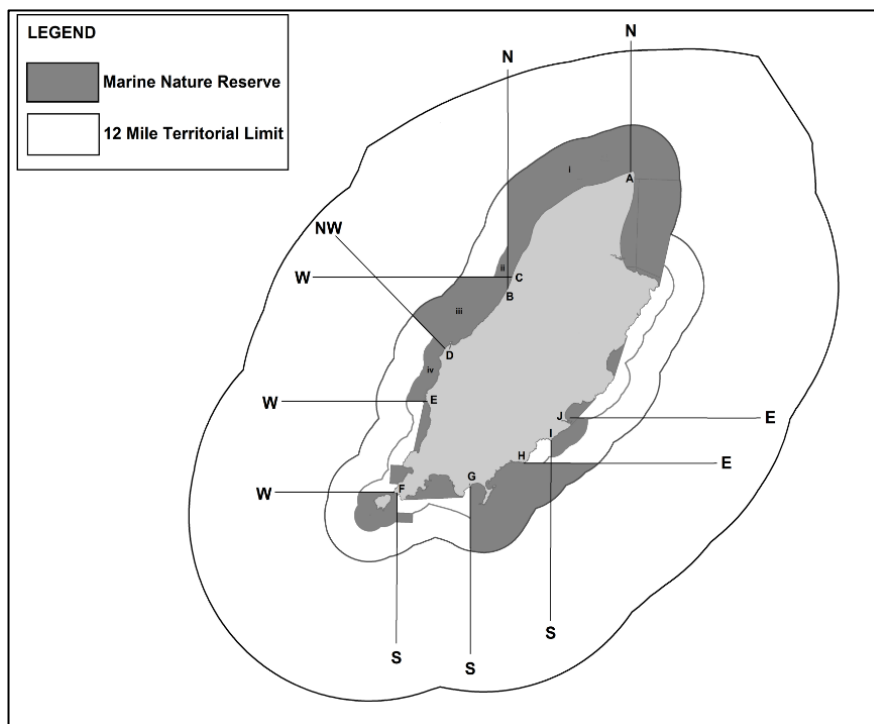 LEGEND
Marine Nature Reserve
12 Mile Territorial Limit
N
N
i
A
NW
W
ii
C
B
iii
D
iv
W
E
J
E
I
H
E
G
W
F
S
S
S